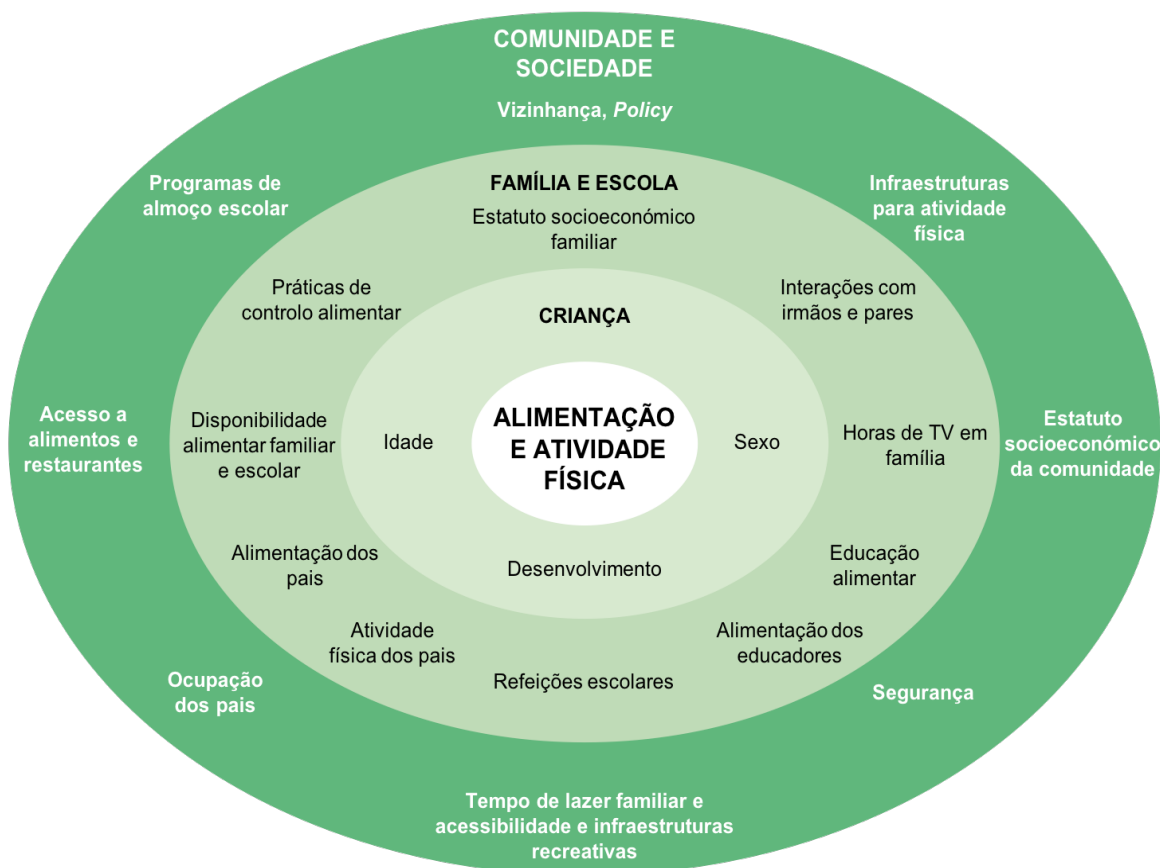 COMUNIDADE E
SOCIEDADE
Vizinhança, Policy
Programas de
almoço escolar
Infraestruturas
para atividade
física
FAMÍLIA E ESCOLA
Estatuto socioeconómico
familiar
Práticas de
controlo alimentar
Interações com
irmãos e pares
CRIANÇA
Acesso a
alimentos e
restaurantes
Disponibilidade
alimentar familiar
e escolar
Idade
ALIMENTAÇÃO
E ATIVIDADE
FÍSICA
Sexo
Horas de TV em
família
Estatuto
socioeconómico
da comunidade
Alimentação dos
pais
Desenvolvimento
Educação
alimentar
Atividade
física dos pais
Refeições escolares
Alimentação dos
educadores
Ocupação
dos pais
Segurança
Tempo de lazer familiar e
acessibilidade e infraestruturas
recreativas